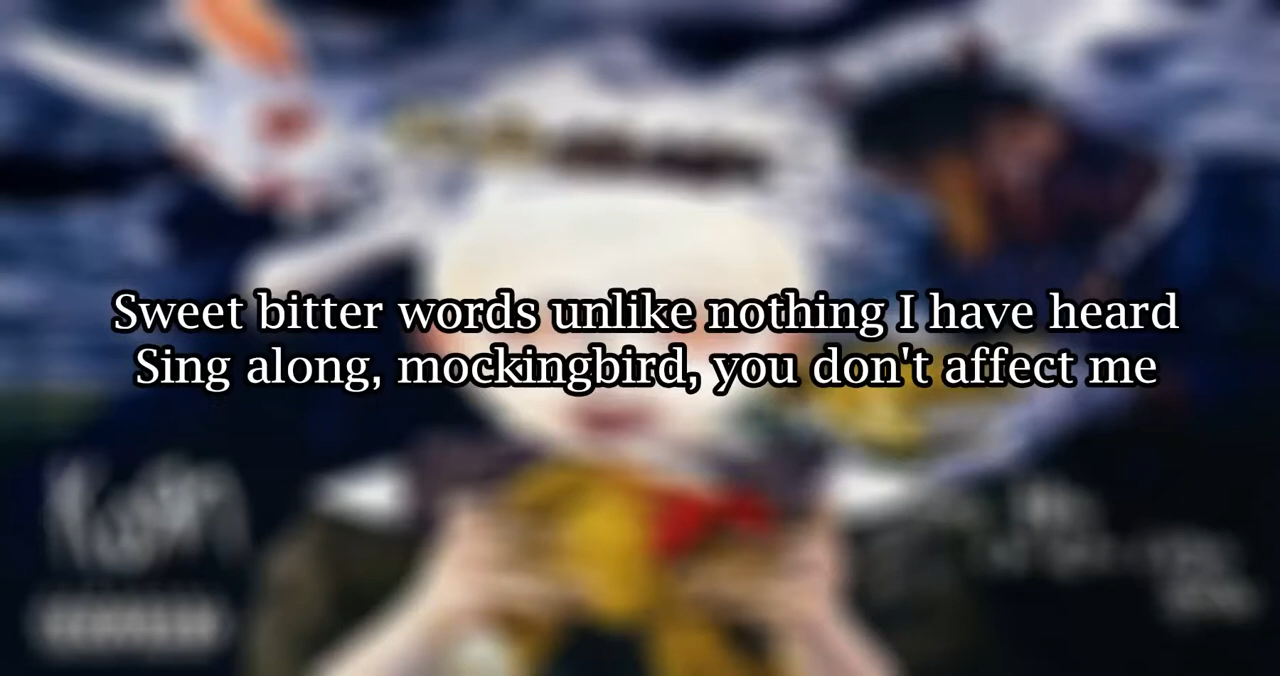 Sweet bitter words unlike nothing I have heard
Sing along, mockingbird, you don't affect me